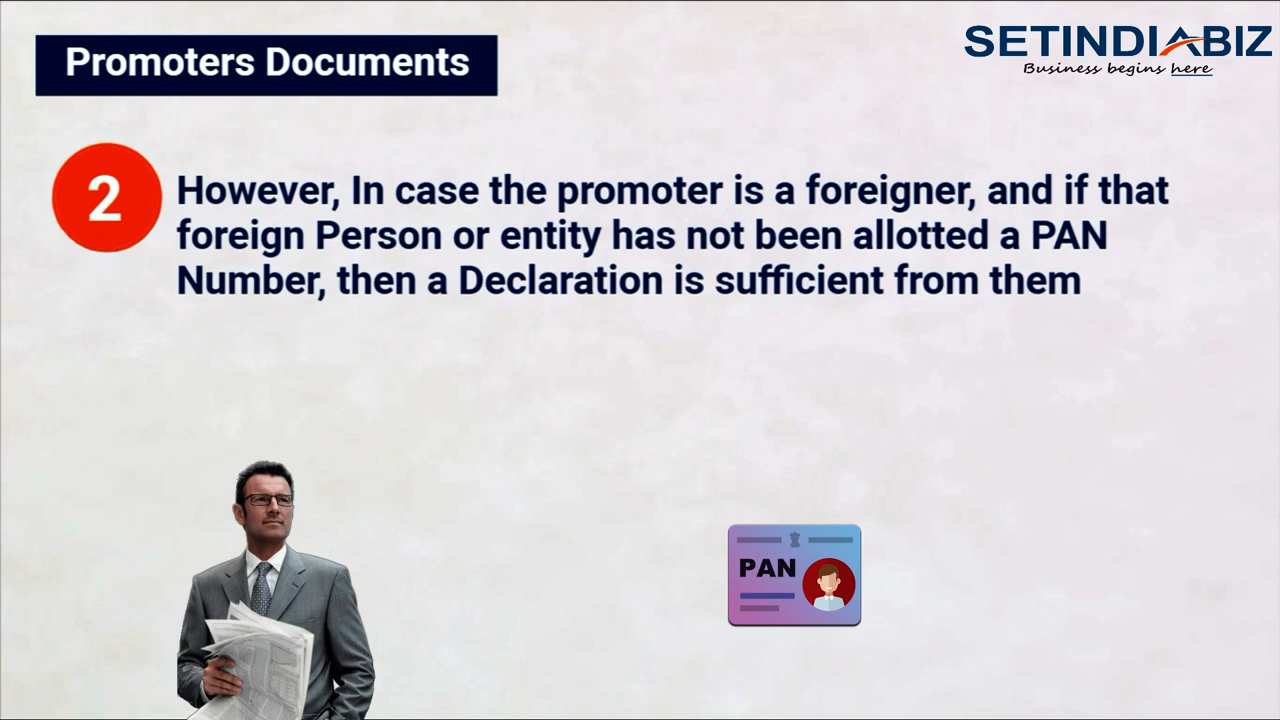 Promoters Documents
SETINDIABIZ
Business begins here
2
However, In case the promoter is a foreigner, and if that
foreign Person or entity has not been allotted a PAN
Number, then a Declaration is sufficient from them
PAN